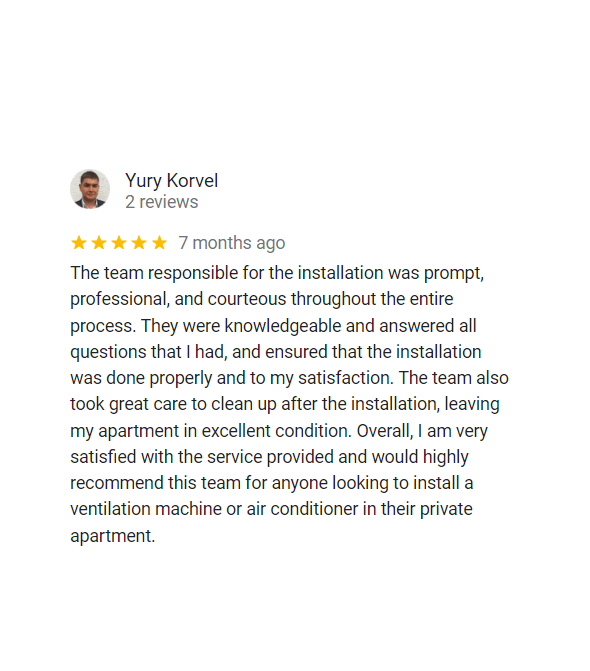 Yury Korvel
2 reviews
7 months ago
The team responsible for the installation was prompt,
professional, and courteous throughout the entire
process. They were knowledgeable and answered all
questions that I had, and ensured that the installation
was done properly and to my satisfaction. The team also
took great care to clean up after the installation, leaving
my apartment in excellent condition. Overall, I am very
satisfied with the service provided and would highly
recommend this team for anyone looking to install a
ventilation machine or air conditioner in their private
apartment.